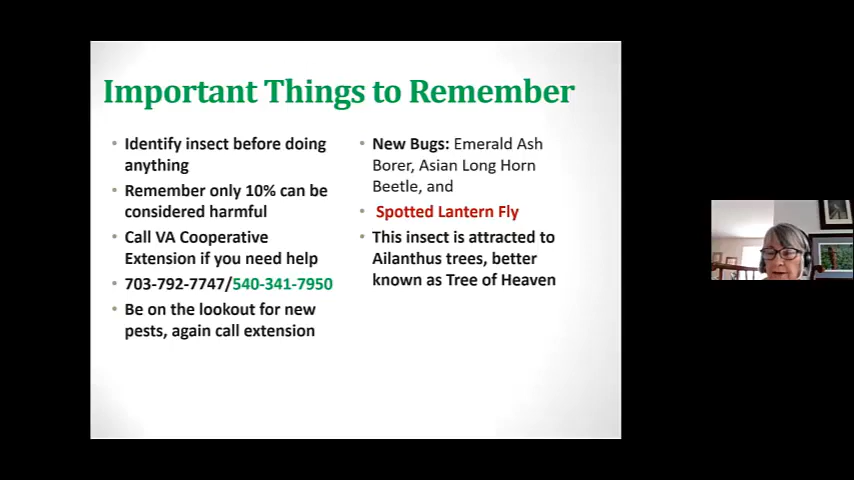 Important Things to Remember
Identify insect before doing
anything
Remember only 10% can be
considered harmful
Call VA Cooperative
Extension if you need help
703-792-7747/540-341-7950
Be on the lookout for new
pests, again call extension
New Bugs: Emerald Ash
Borer, Asian Long Horn
Beetle, and
Spotted Lantern Fly
This insect is attracted to
Ailanthus trees, better
known as Tree of Heaven